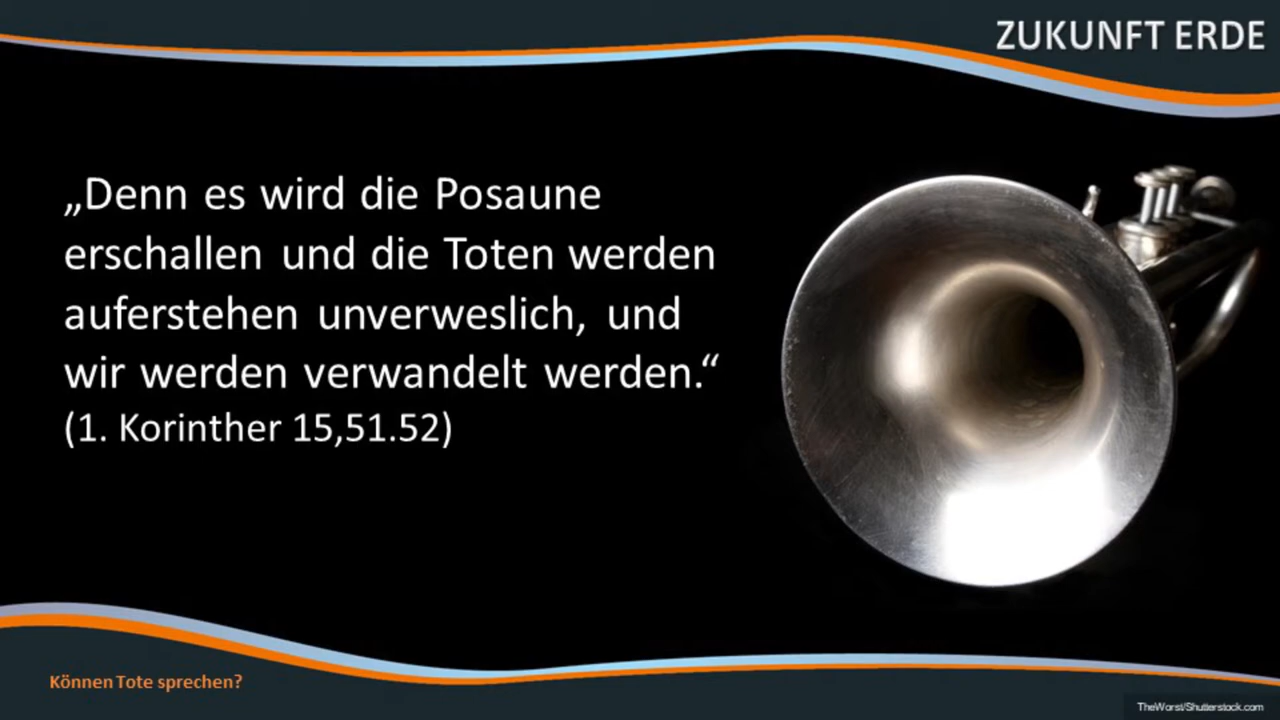 ZUKUNFT ERDE
„Denn es wird die Posaune
erschallen und die Toten werden
auferstehen unverweslich, und
wir werden verwandelt werden.“
(1. Korinther 15,51.52)
Können Tote sprechen?
TheWorst/Shutterstock.com